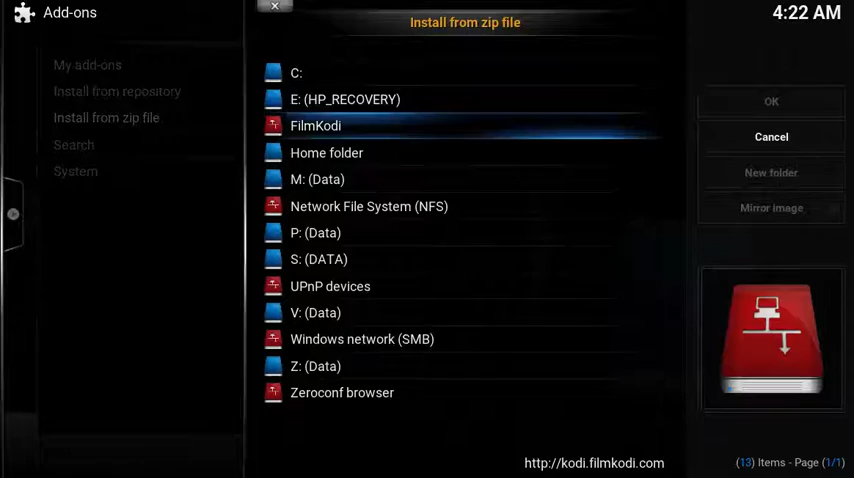 Add-ons
x
Install from zip file
4:22 AM
My add-ons
Install from repository
Install from zip file
Search
System
C:
E: (HP_RECOVERY)
FilmKodi
Home folder
M: (Data)
Network File System (NFS)
P: (Data)
S: (DATA)
UPnP devices
V: (Data)
Windows network (SMB)
Z: (Data)
Zeroconf browser
OK
Cancel
New folder
Mirror image
http://kodi.filmkodi.com
(13) Items - Page (1/1)